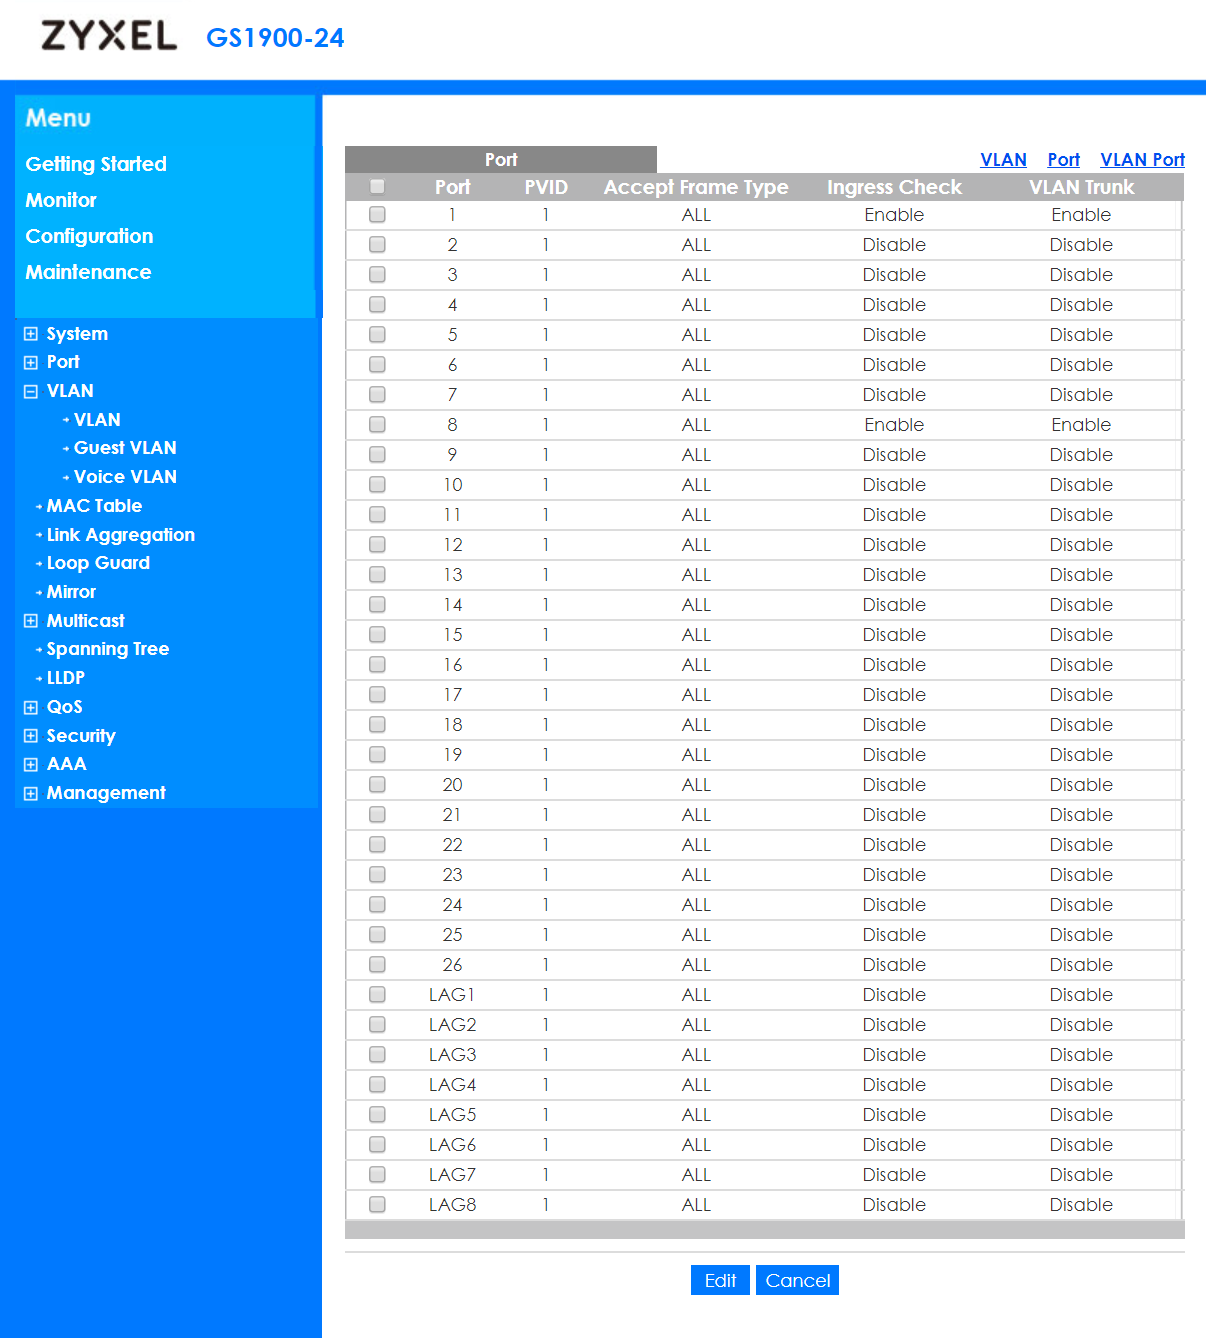 ZYXEL GS1900-24
Menu
Getting Started
Monitor
Configuration
Maintenance
System
Port
VLAN
VLAN
Guest VLAN
Voice VLAN
MAC Table
Link Aggregation
Loop Guard
Mirror
Multicast
Spanning Tree
LLDP
QoS
Security
AAA
Management
Port VLAN Port VLAN Port
Port PVID Accept Frame Type Ingress Check VLAN Trunk
1 1 ALL Enable Enable
2 1 ALL Disable Disable
3 1 ALL Disable Disable
4 1 ALL Disable Disable
5 1 ALL Disable Disable
6 1 ALL Disable Disable
7 1 ALL Disable Disable
8 1 ALL Enable Enable
9 1 ALL Disable Disable
10 1 ALL Disable Disable
11 1 ALL Disable Disable
12 1 ALL Disable Disable
13 1 ALL Disable Disable
14 1 ALL Disable Disable
15 1 ALL Disable Disable
16 1 ALL Disable Disable
17 1 ALL Disable Disable
18 1 ALL Disable Disable
19 1 ALL Disable Disable
20 1 ALL Disable Disable
21 1 ALL Disable Disable
22 1 ALL Disable Disable
23 1 ALL Disable Disable
24 1 ALL Disable Disable
25 1 ALL Disable Disable
26 1 ALL Disable Disable
LAG1 1 ALL Disable Disable
LAG2 1 ALL Disable Disable
LAG3 1 ALL Disable Disable
LAG4 1 ALL Disable Disable
LAG5 1 ALL Disable Disable
LAG6 1 ALL Disable Disable
LAG7 1 ALL Disable Disable
LAG8 1 ALL Disable Disable
Edit Cancel